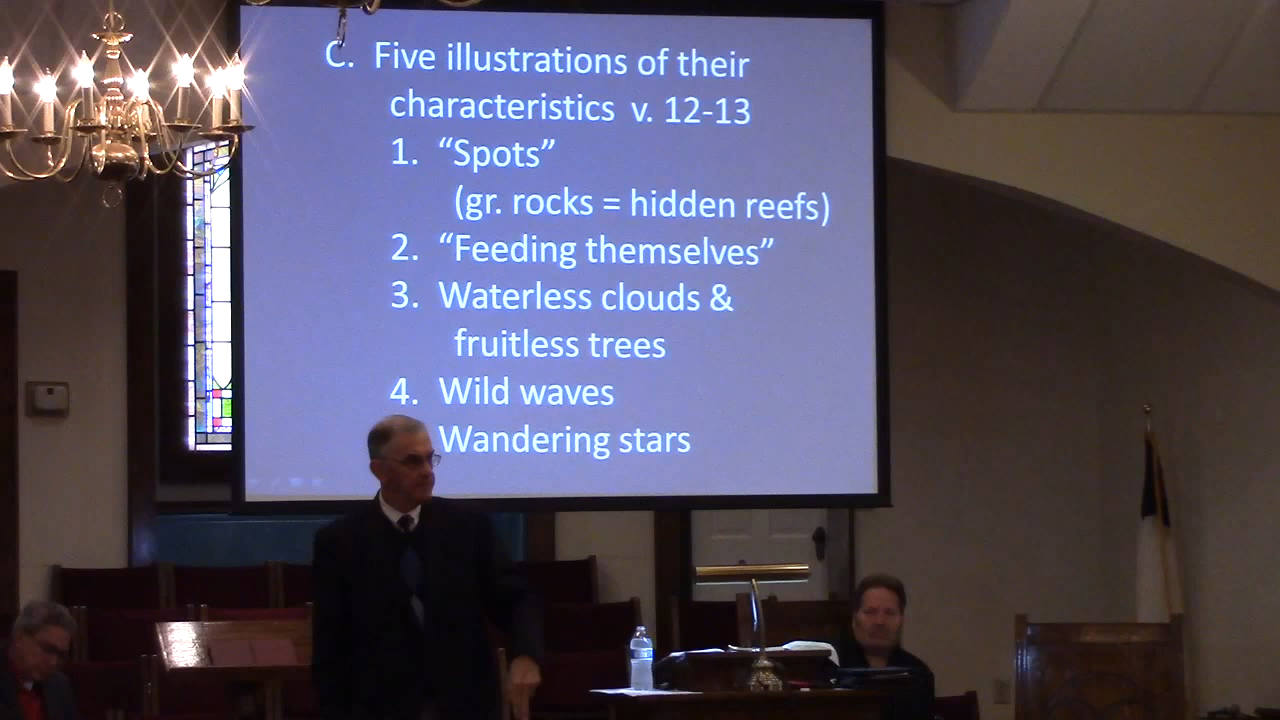 C. Five illustrations of their
characteristics v. 12-13
1. “Spots”
(gr. rocks = hidden reefs)
2. “Feeding themselves”
3. Waterless clouds &
fruitless trees
4. Wild waves
Wandering stars